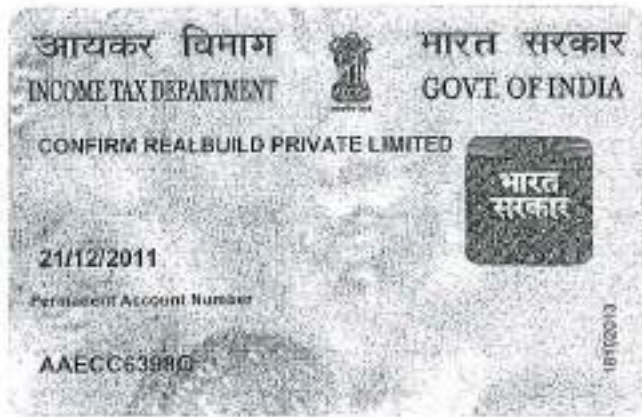 आयकर विभाग
भारत सरकार
INCOME TAX DEPARTMENT
GOVT. OF INDIA
CONFIRM REALBUILD PRIVATE LIMITED
भारत
सरकार
21/12/2011
Permanent Account Number
18102013